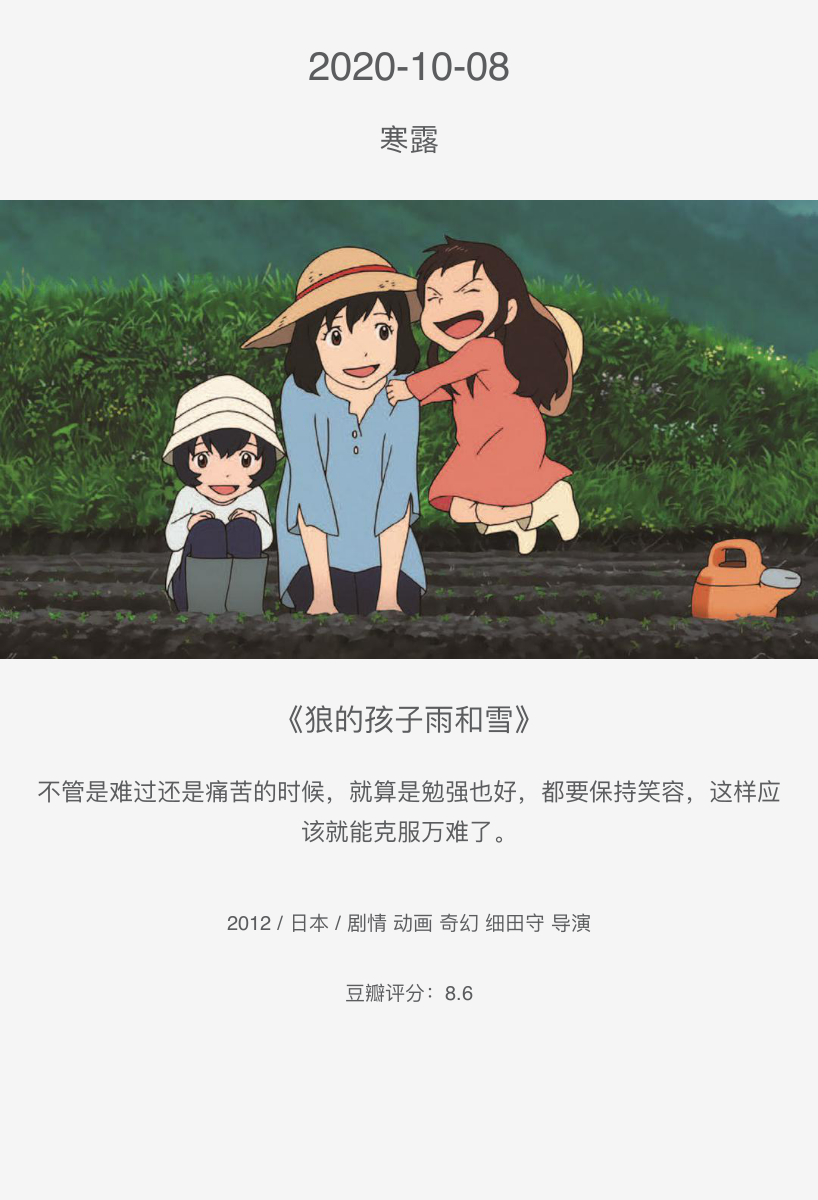 2020-10-08
寒露
《狼的孩子雨和雪》
不管是难过还是痛苦的时候，就算是勉强也好，都要保持笑容，这样应
该就能克服万难了。
2012 / 日本 / 剧情 动画 奇幻 细田守 导演
豆瓣评分：8.6